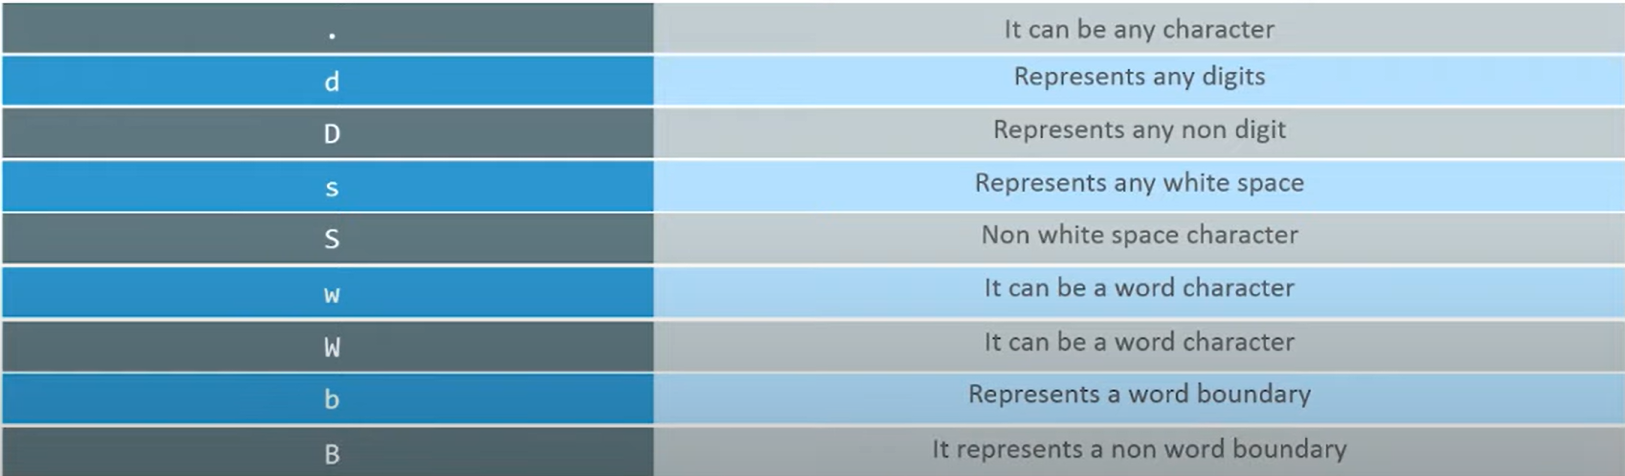 . It can be any character
d Represents any digits
D Represents any non digit
s Represents any white space
S Non white space character
w It can be a word character
W It can be a word character
b Represents a word boundary
B It represents a non word boundary